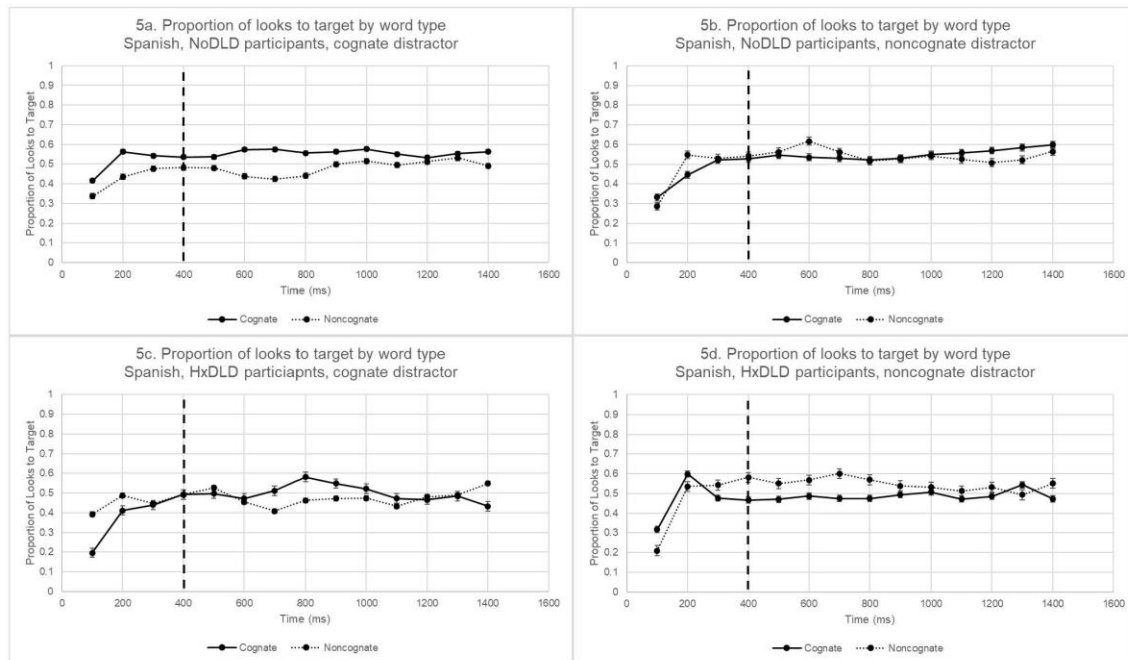 5a. Proportion of looks to target by word type
Spanish, NoDLD participants, cognate distractor
Proportion of Looks to Target
1
0.9
0.8
0.7
0.6
0.5
0.4
0.3
0.2
0.1
0
0 200 400 600 800 1000 1200 1400 1600
Time (ms)
Cognate Noncognate
5b. Proportion of looks to target by word type
Spanish, NoDLD participants, noncognate distractor
Proportion of Looks to Target
1
0.9
0.8
0.7
0.6
0.5
0.4
0.3
0.2
0.1
0
0 200 400 600 800 1000 1200 1400 1600
Time (ms)
Cognate Noncognate
5c. Proportion of looks to target by word type
Spanish, HxDLD particiapnts, cognate distractor
Proportion of Looks to Target
1
0.9
0.8
0.7
0.6
0.5
0.4
0.3
0.2
0.1
0
0 200 400 600 800 1000 1200 1400 1600
Time (ms)
Cognate Noncognate
5d. Proportion of looks to target by word type
Spanish, HxDLD participants, noncognate distractor
Proportion of Looks to Target
1
0.9
0.8
0.7
0.6
0.5
0.4
0.3
0.2
0.1
0
0 200 400 600 800 1000 1200 1400 1600
Time (ms)
Cognate Noncognate